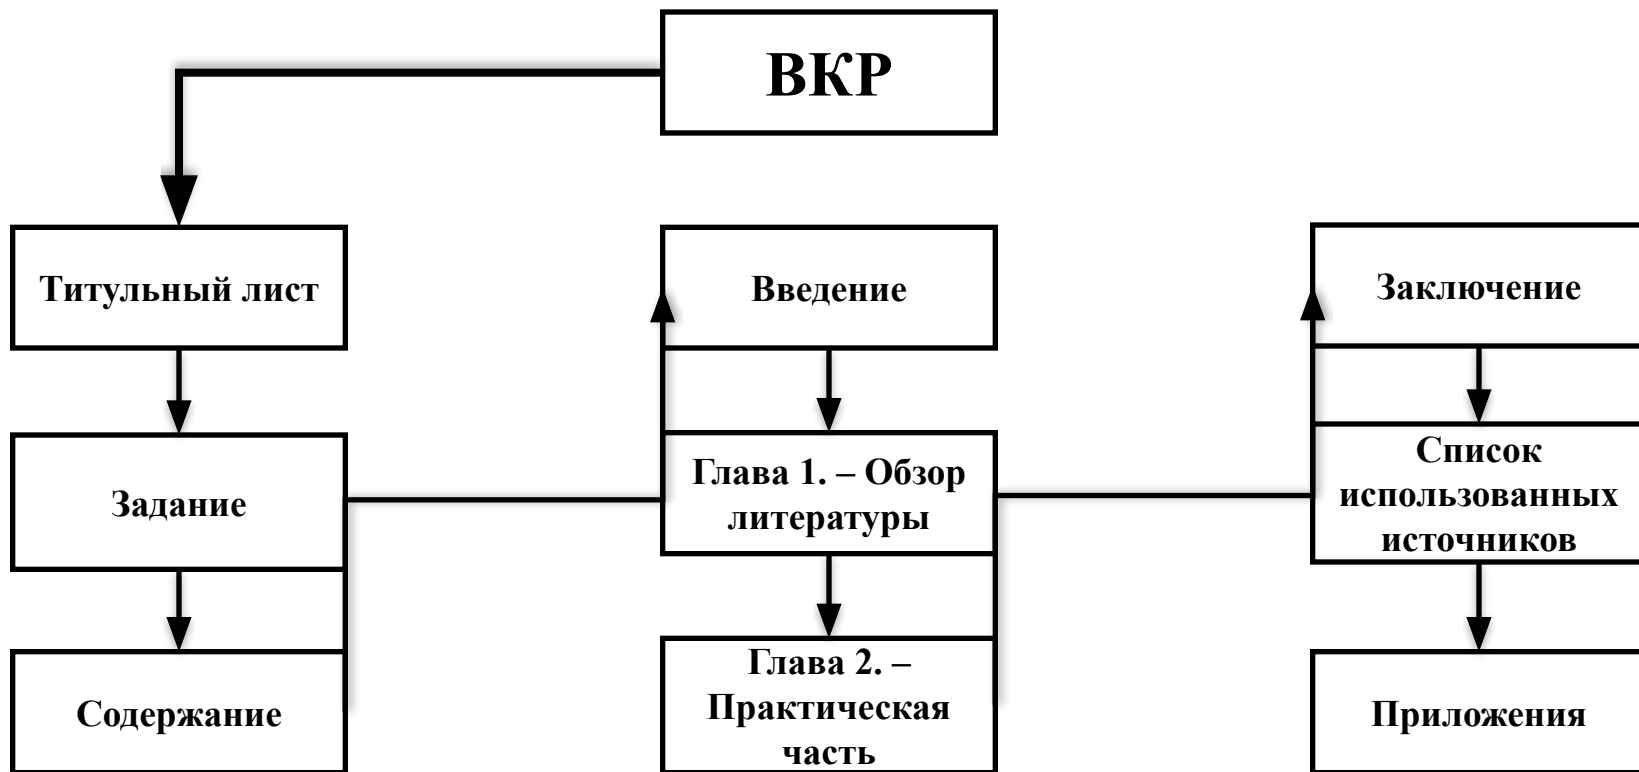 ВКР
Титульный лист
Задание
Содержание
Введение
Глава 1. – Обзор
литературы
Глава 2. –
Практическая
часть
Заключение
Список
использованных
источников
Приложения